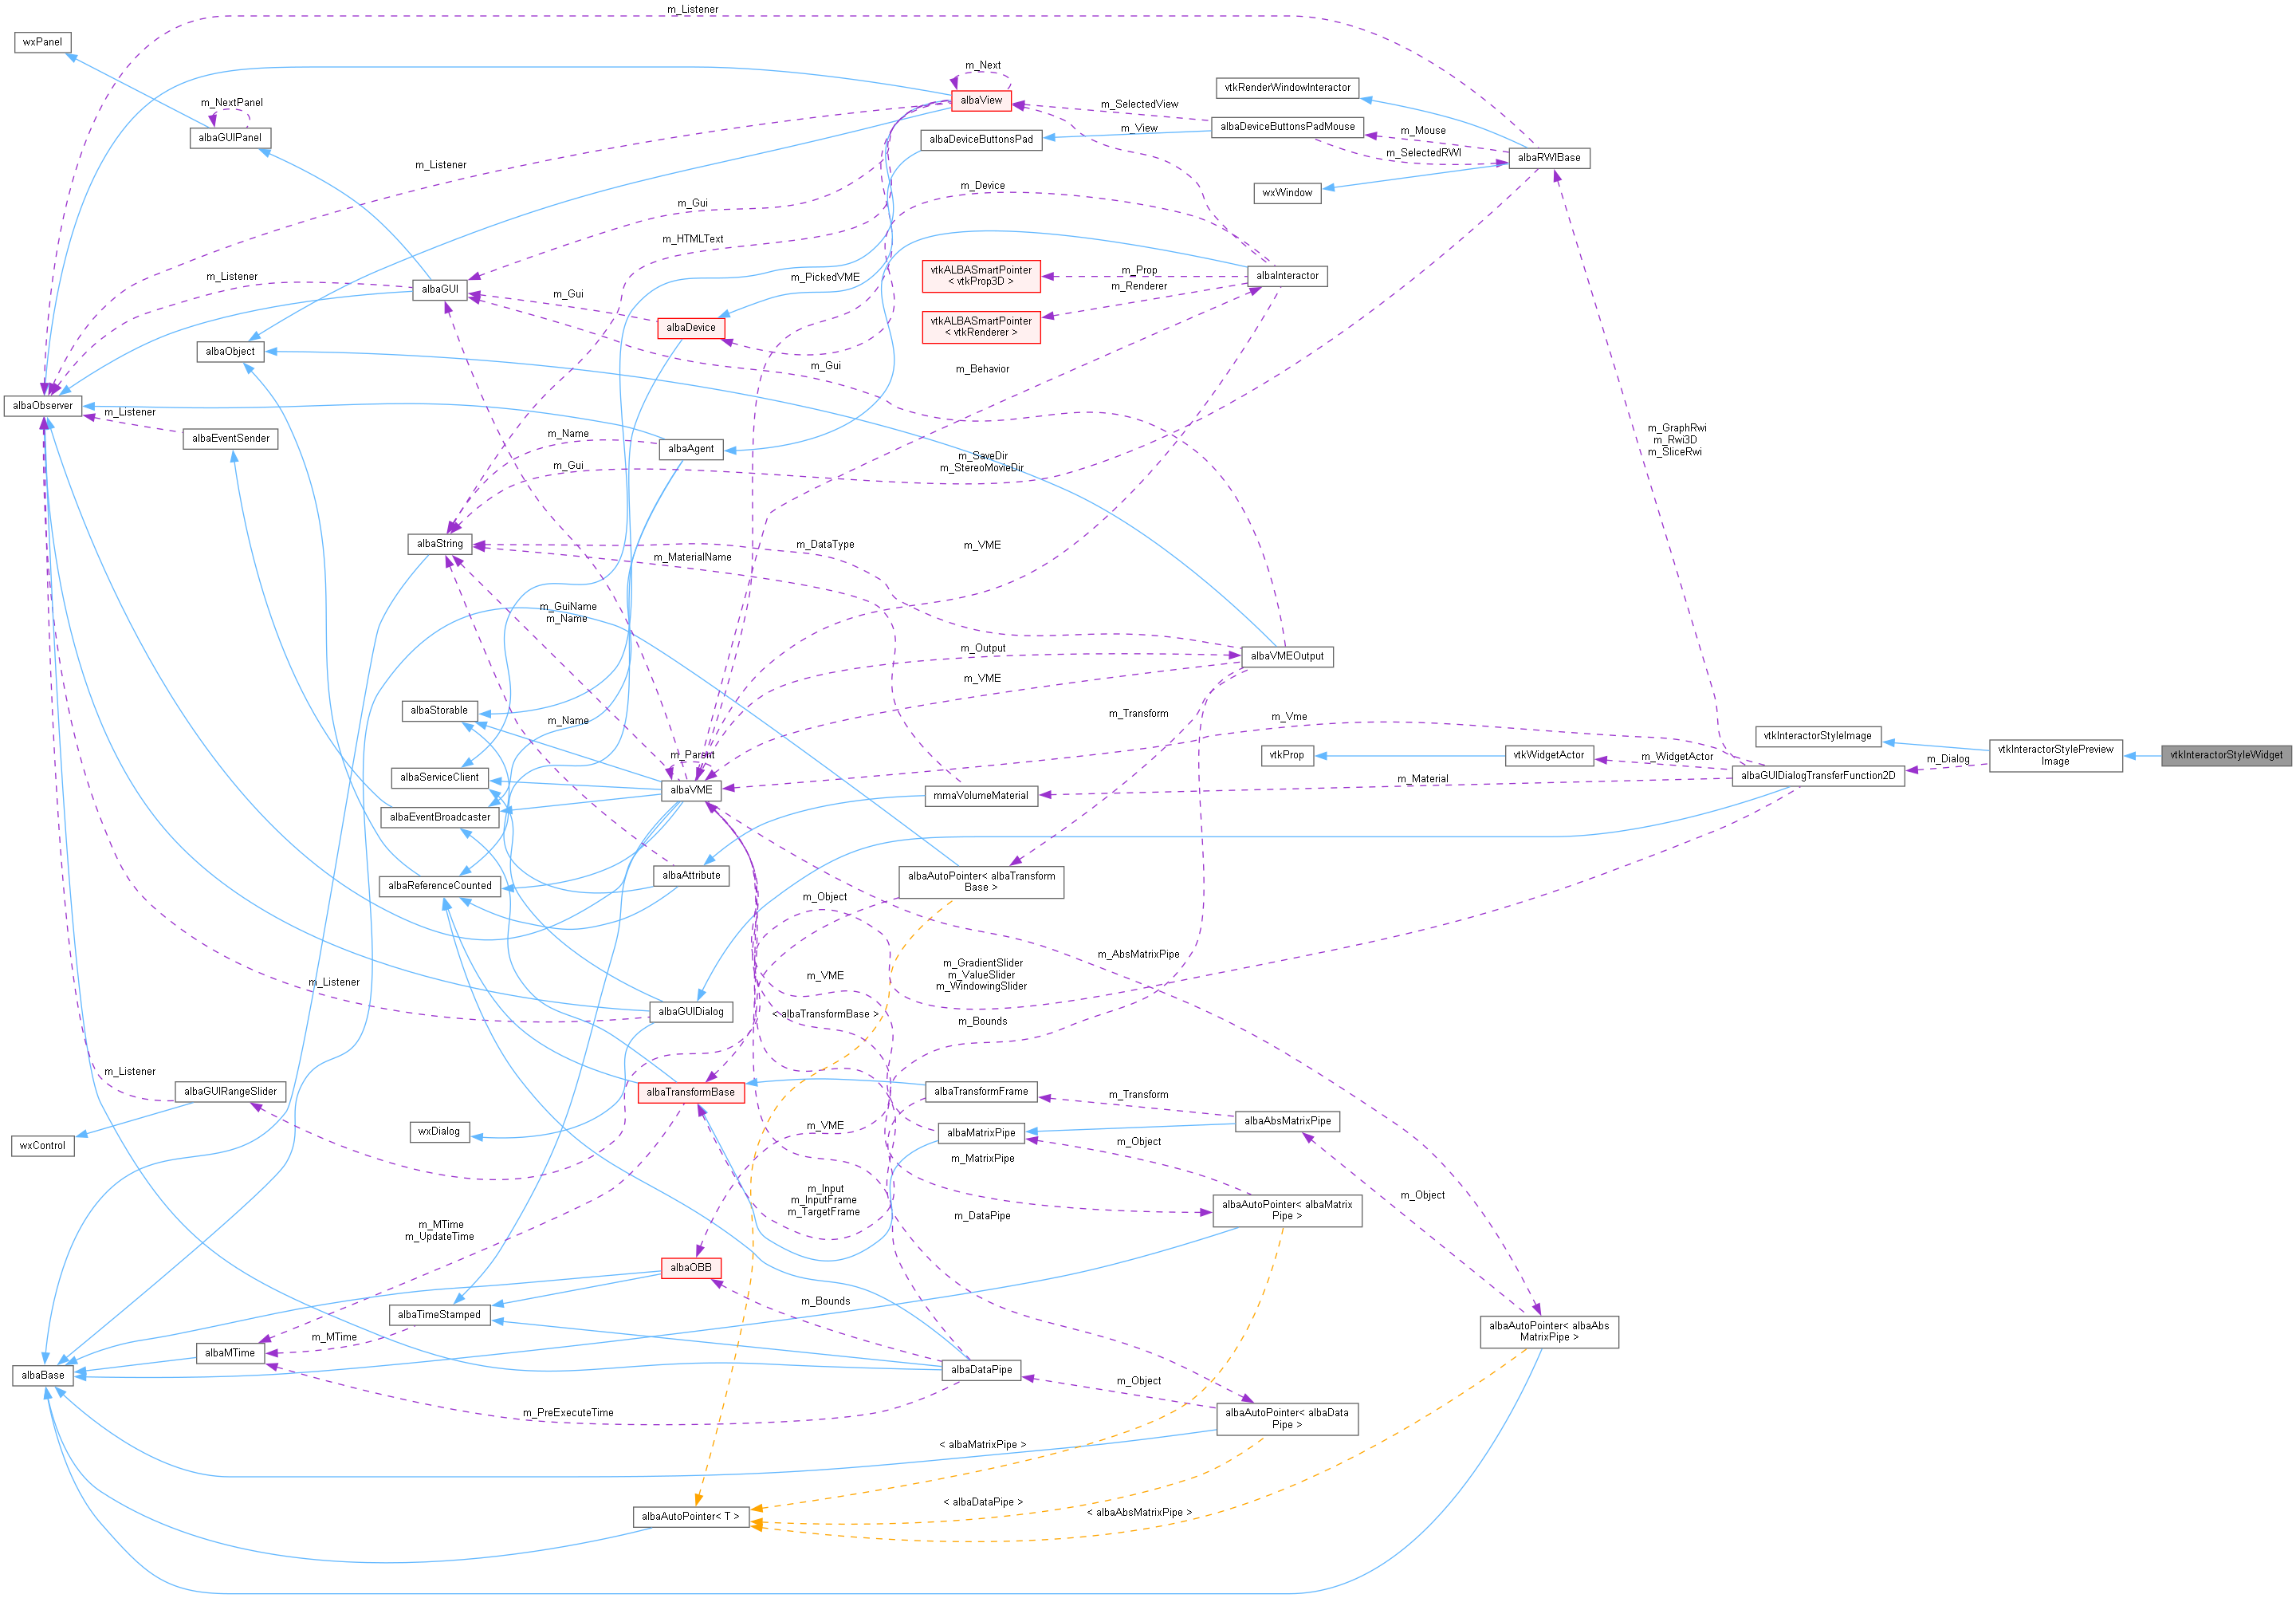 m_Listener
wxPanel
m_Next
vtkRenderWindowInteractor
albaView
m_NextPanel
m_SelectedView
albaGUIPanel
albaDeviceButtonsPad
m_View
albaDeviceButtonsPadMouse
m_Mouse
m_SelectedRWI
albaRWIBase
m_Listener
m_Device
wxWindow
m_Gui
m_HTMLText
m_Listener
m_PickedVME
vtkALBASmartPointer
< vtkProp3D >
m_Prop
albaInteractor
albaGUI
m_Gui
m_Renderer
albaDevice
vtkALBASmartPointer
< vtkRenderer >
albaObject
m_Gui
m_Behavior
albaObserver
m_Listener
albaEventSender
m_Name
albaAgent
m_GraphRwi
m_Rwi3D
m_SliceRwi
m_Gui
m_SaveDir
m_StereoMovieDir
albaString
m_DataType
m_VME
m_MaterialName
m_GuiName
m_Name
m_Output
albaVMEOutput
m_VME
albaStorable
m_Name
m_Transform
m_Vme
vtkInteractorStyleImage
m_Parent
vtkProp
vtkWidgetActor
m_WidgetActor
vtkInteractorStylePreview
Image
m_Dialog
vtkInteractorStyleWidget
albaServiceClient
albaVME
mmaVolumeMaterial
m_Material
albaGUIDialogTransferFunction2D
albaEventBroadcaster
albaReferenceCounted
albaAttribute
albaAutoPointer< albaTransform
Base >
m_Object
m_AbsMatrixPipe
m_GradientSlider
m_ValueSlider
m_WindowingSlider
m_VME
m_Listener
albaGUIDialog
< albaTransformBase >
m_Bounds
m_Listener
albaGUIRangeSlider
albaTransformBase
albaTransformFrame
m_Transform
albaAbsMatrixPipe
wxControl
wxDialog
m_VME
albaMatrixPipe
m_Object
m_MatrixPipe
m_Input
m_InputFrame
m_TargetFrame
m_Object
albaAutoPointer< albaMatrix
Pipe >
m_DataPipe
m_MTime
m_UpdateTime
albaOBB
m_Bounds
albaTimeStamped
albaAutoPointer< albaAbs
MatrixPipe >
m_MTime
albaMTime
albaBase
albaDataPipe
m_Object
m_PreExecuteTime
albaAutoPointer< albaData
Pipe >
< albaMatrixPipe >
< albaDataPipe >
< albaAbsMatrixPipe >
albaAutoPointer< T >